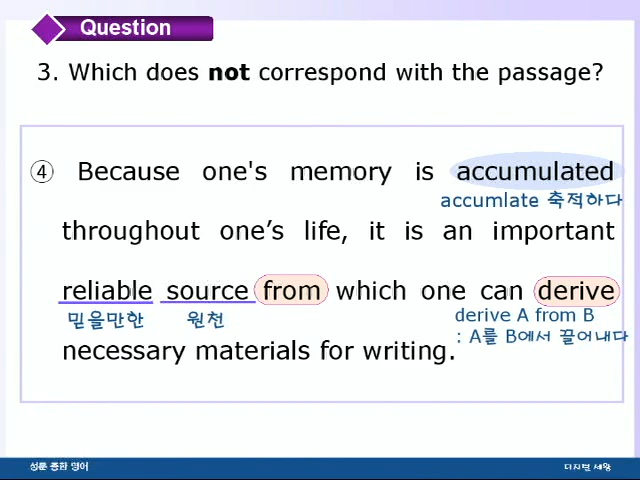 Question
3. Which does not correspond with the passage?
④ Because one's memory is accumulated
accumlate 축적하다
throughout one's life, it is an important
reliable source from which one can derive
믿을만한 원천 derive A from B
: A를 B에서 끌어내다
necessary materials for writing.
성문 종합 영어 디지털 세왕